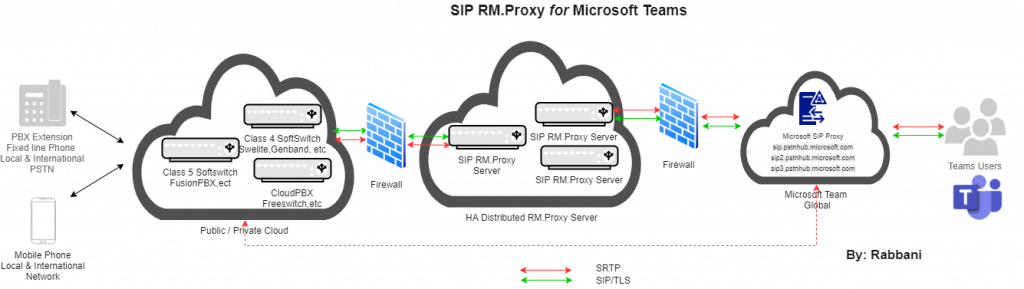 SIP RM.Proxy for Microsoft Teams
PBX Extension
Fixed line Phone
Local & International
PSTN
Mobile Phone
Local & International
Network
Class 4 SoftSwitch
Swelite,Genband, etc
Class 5 Softswitch
FusionPBX,ect
CloudPBX
Freeswitch,etc
Public / Private Cloud
Firewall
SIP RM.Proxy
Server
SIP RM.Proxy Server
SIP RM.Proxy Server
HA Distributed RM.Proxy Server
Firewall
Microsoft SIP Proxy
sip.pstnhub.microsoft.com
sip2.pstnhub.microsoft.com
sip3.pstnhub.microsoft.com
Microsoft Team
Global
Teams Users
T
By: Rabbani
SRTP
SIP/TLS